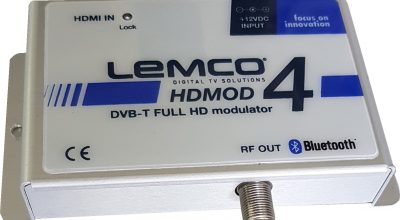 HDMI IN
Lock
+12VDC
INPUT
focus on
innovation
LEMCO
DIGITAL TV SOLUTIONS
HDMOD 4
DVB-T FULL HD modulator
CE
RF OUT
Bluetooth